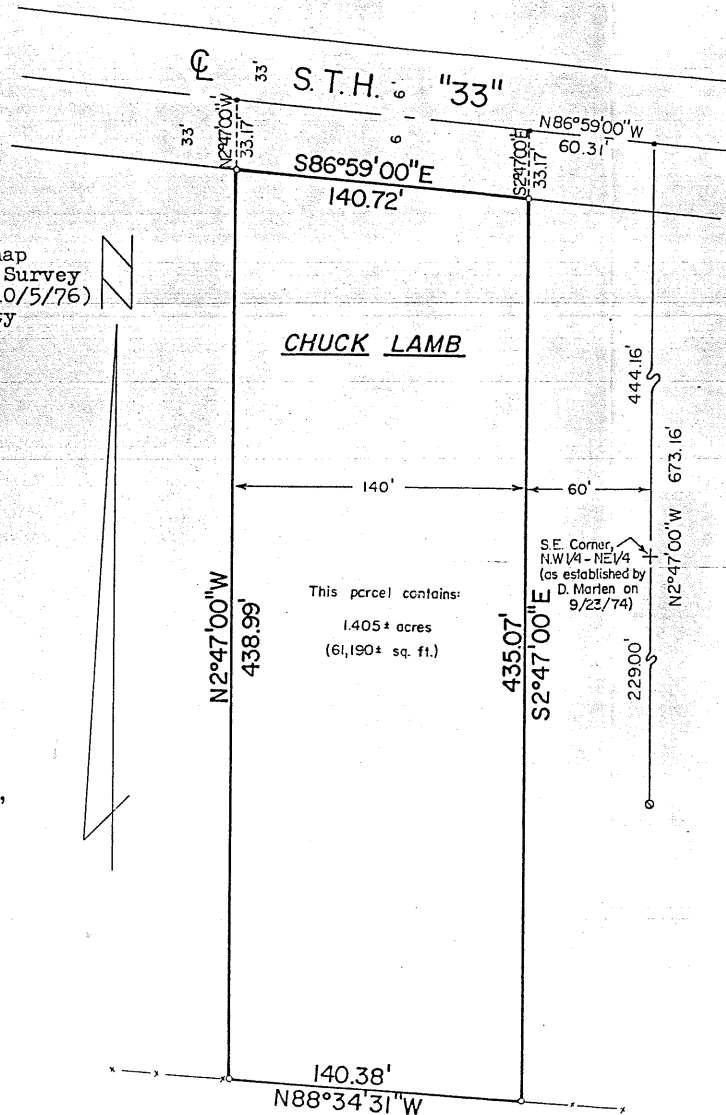 ℄ 33' S.T.H. "33"
33'
N2°47'00"W
33.17'
6
6
S2°47'00"E
33.17'
N86°59'00"W
60.31'
S86°59'00"E
140.72'
Survey
0/5/76)
N
CHUCK LAMB
444.16'
N2°47'00"W 673.16'
140'
60'
S.E. Corner,
N.W1/4-NE1/4
(as established by
D. Marten on
9/23/74)
This parcel contains:
1.405± acres
(61,190± sq. ft.)
N2°47'00"W
438.99'
435.07'
S2°47'00"E
229.00'
140.38'
N88°34'31"W